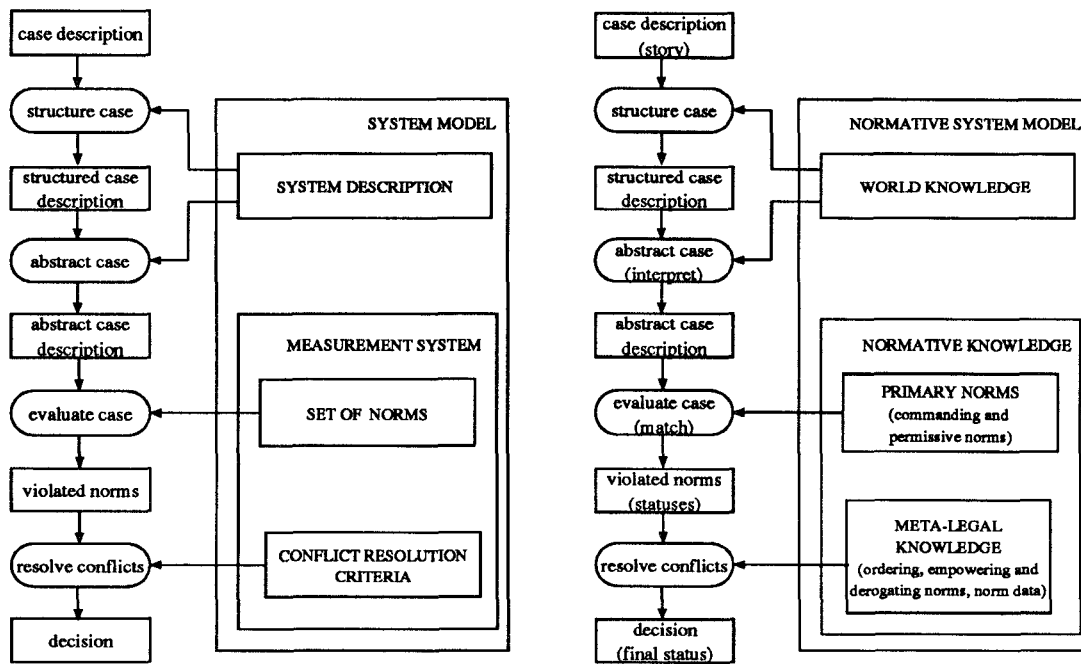 case description
structure case
structured case
description
abstract case
abstract case
description
evaluate case
violated norms
resolve conflicts
decision
SYSTEM MODEL
SYSTEM DESCRIPTION
MEASUREMENT SYSTEM
SET OF NORMS
CONFLICT RESOLUTION
CRITERIA
case description
(story)
structure case
structured case
description
abstract case
(interpret)
abstract case
description
evaluate case
(match)
violated norms
(statuses)
resolve conflicts
decision
(final status)
NORMATIVE SYSTEM MODEL
WORLD KNOWLEDGE
NORMATIVE KNOWLEDGE
PRIMARY NORMS
(commanding and
permissive norms)
META-LEGAL
KNOWLEDGE
(ordering, empowering and
derogating norms, norm data)